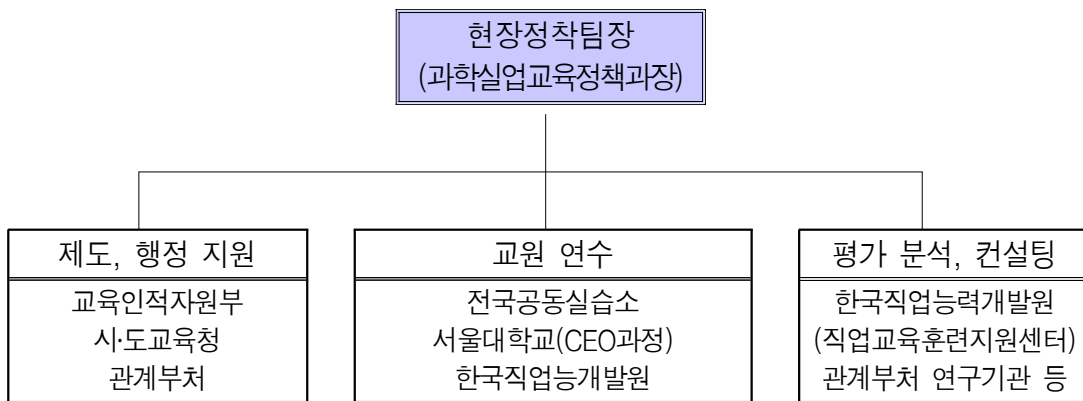 현장정착팀장
(과학실업교육정책과장)
제도, 행정 지원
교육인적자원부
시·도교육청
관계부처
교원 연수
전국공동실습소
서울대학교(CEO과정)
한국직업능개발원
평가 분석, 컨설팅
한국직업능력개발원
(직업교육훈련지원센터)
관계부처 연구기관 등